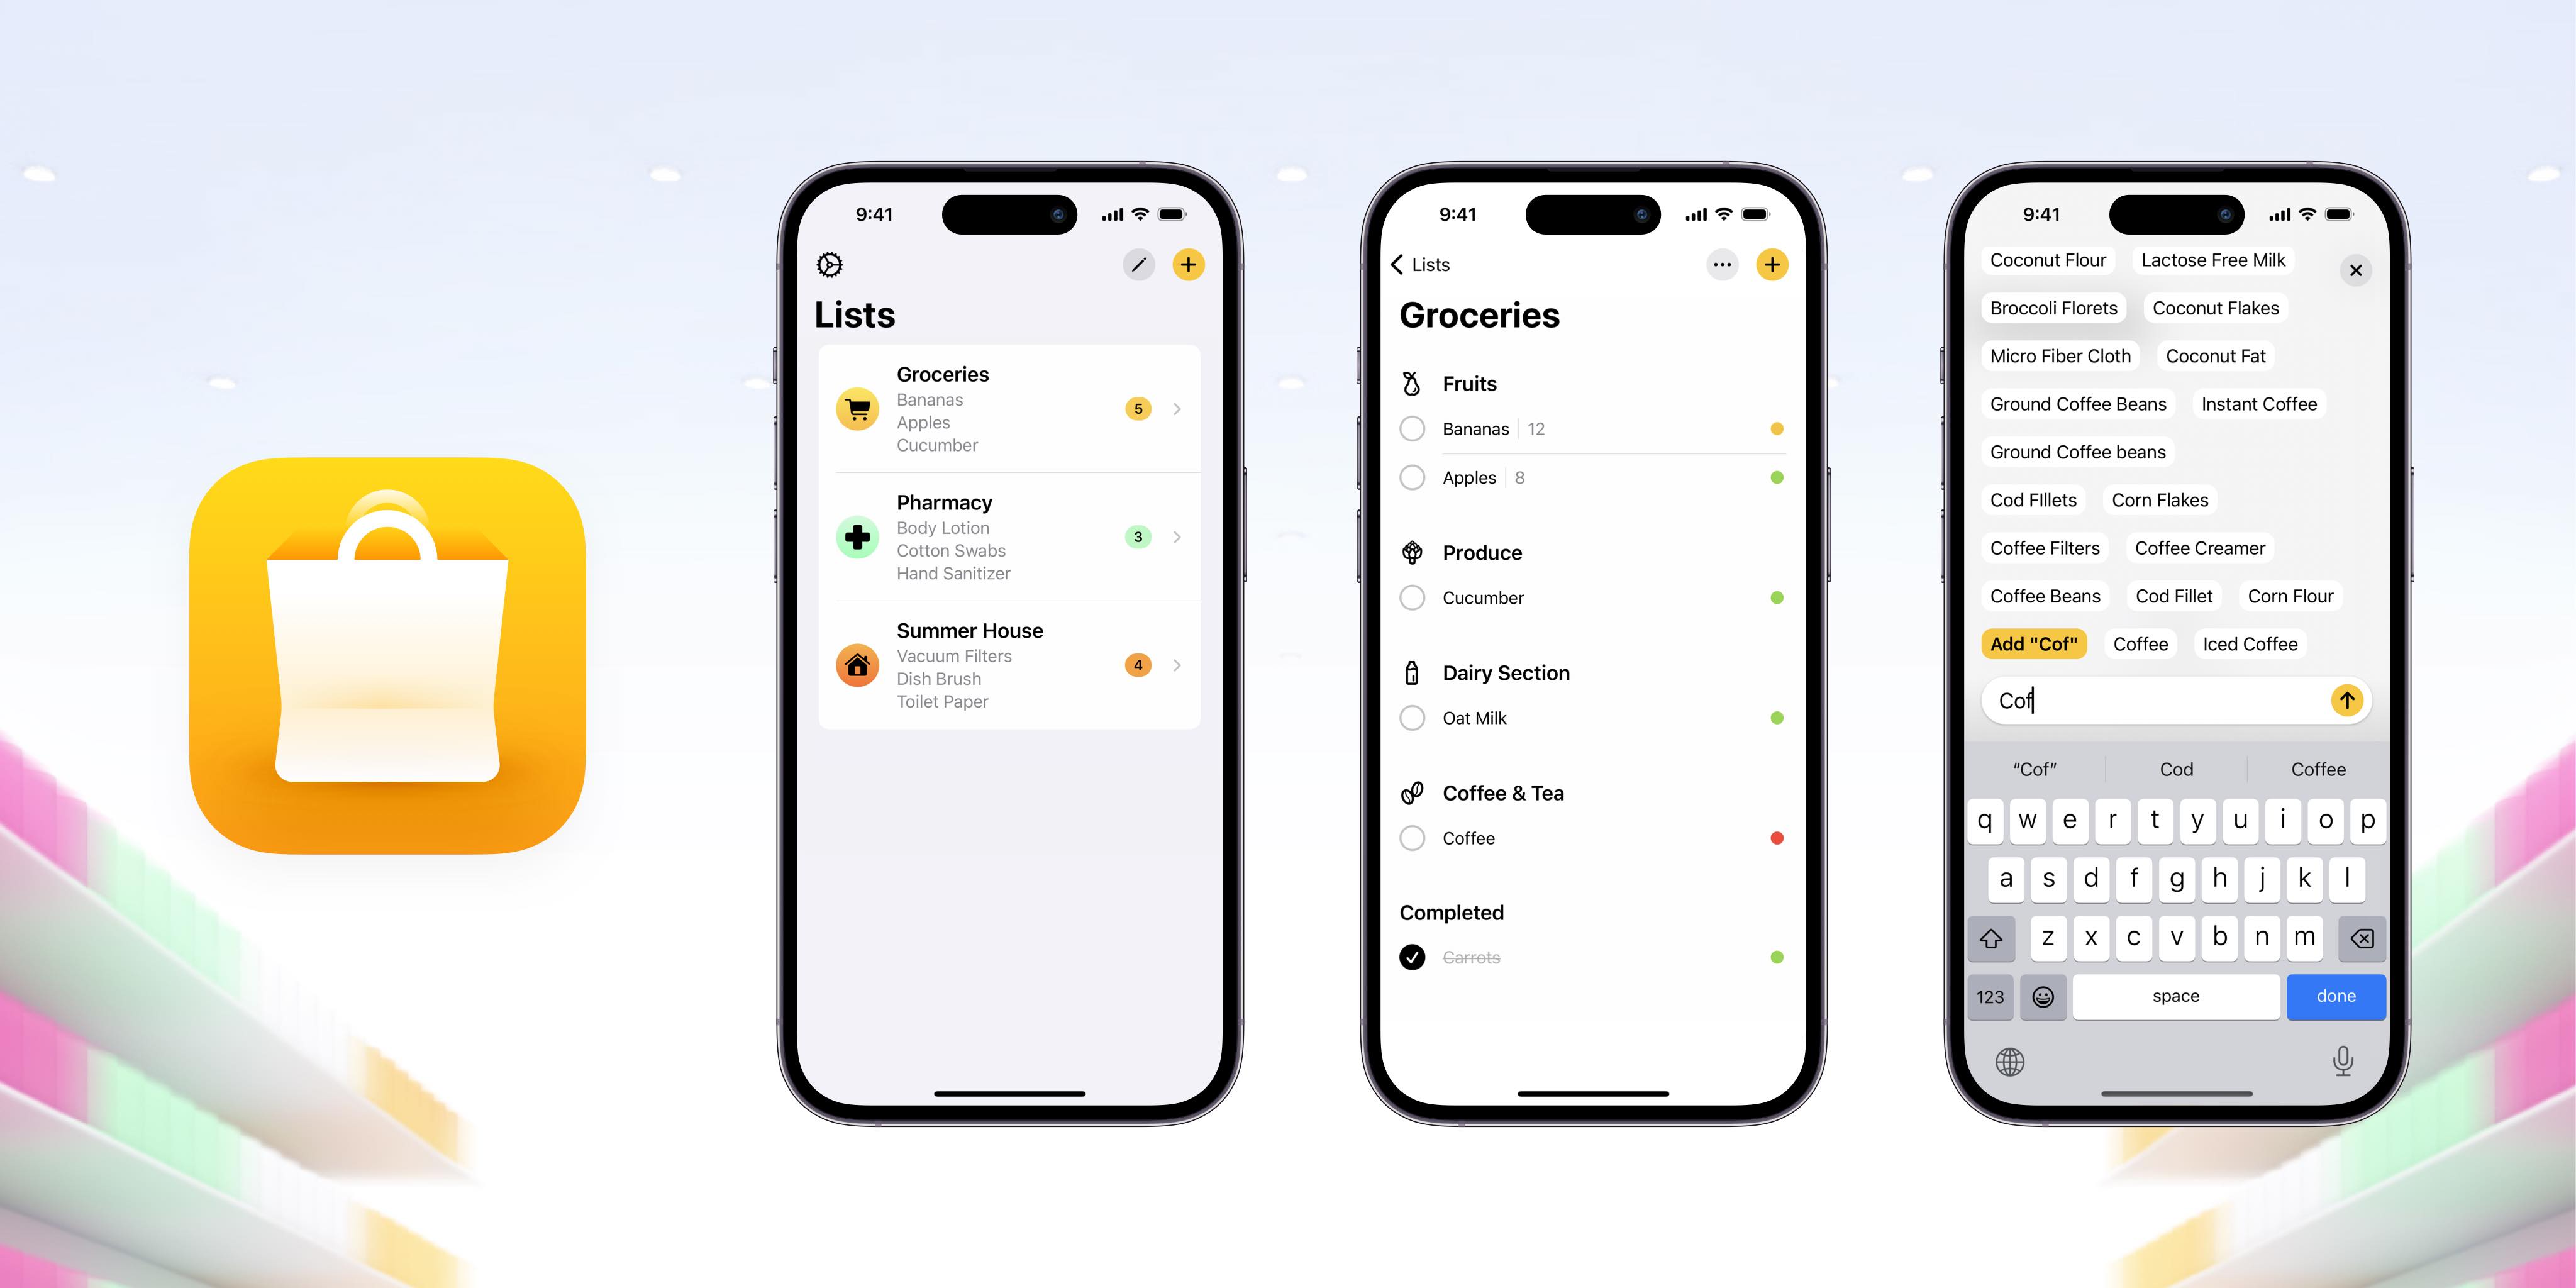 9:41
Lists
Groceries
Bananas
Apples
Cucumber
5
Pharmacy
Body Lotion
Cotton Swabs
Hand Sanitizer
3
Summer House
Vacuum Filters
Dish Brush
Toilet Paper
4
9:41
Lists
Groceries
Fruits
Bananas 12
Apples 8
Produce
Cucumber
Dairy Section
Oat Milk
Coffee & Tea
Coffee
Completed
Carrots
9:41
Coconut Flour Lactose Free Milk
Broccoli Florets Coconut Flakes
Micro Fiber Cloth Coconut Fat
Ground Coffee Beans Instant Coffee
Ground Coffee beans
Cod FIllets Corn Flakes
Coffee Filters Coffee Creamer
Coffee Beans Cod Fillet Corn Flour
Add "Cof" Coffee Iced Coffee
Cof
“Cof” Cod Coffee
q w e r t y u i o p
a s d f g h j k l
z x c v b n m
123 space done